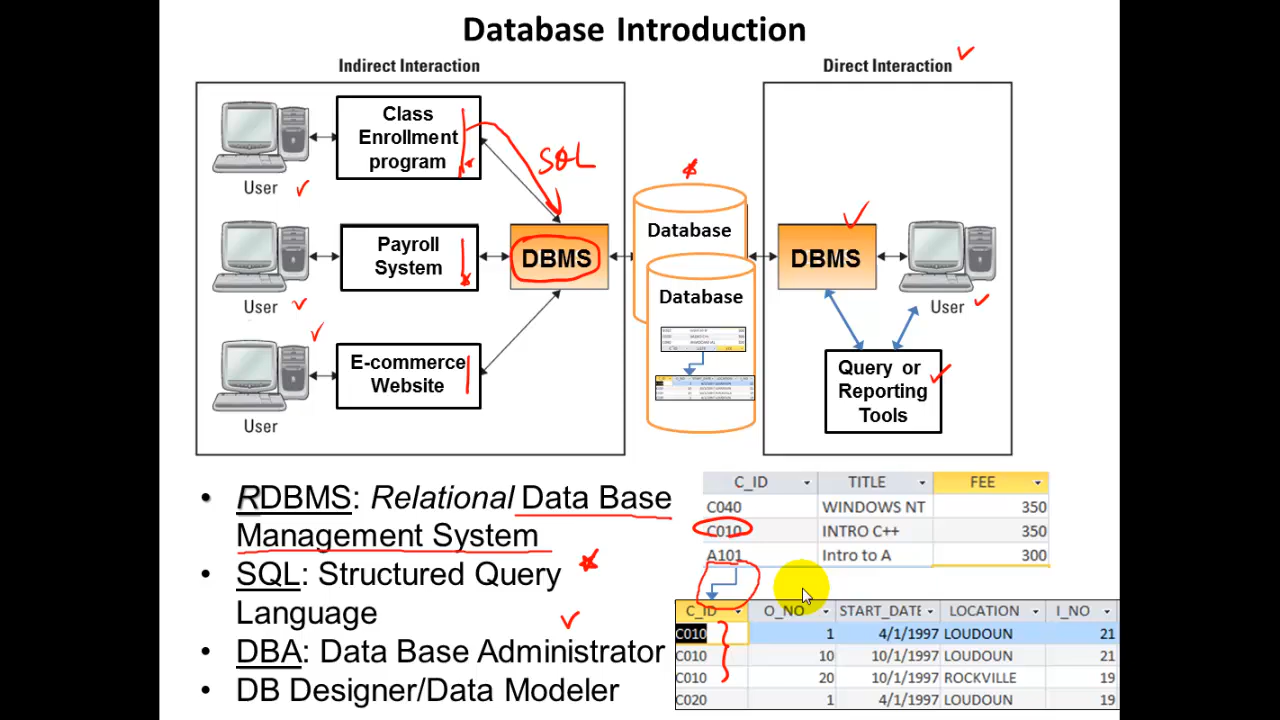 Database Introduction
Indirect Interaction
Direct Interaction
Class
Enrollment
program
User
SQL
Payroll
System
User
DBMS
E-commerce
Website
User
Database
Database
DBMS
User
Query or
Reporting
Tools
• RDBMS: Relational Data Base
Management System
• SQL: Structured Query
Language
• DBA: Data Base Administrator
• DB Designer/Data Modeler
C_ID TITLE FEE
C040 WINDOWS NT 350
C010 INTRO C++ 350
A101 Intro to A 300
C_ID O_NO START_DATE LOCATION I_NO
C010 1 4/1/1997 LOUDOUN 21
C010 10 10/1/1997 LOUDOUN 21
C010 20 10/1/1997 ROCKVILLE 19
C020 1 4/1/1997 LOUDOUN 19